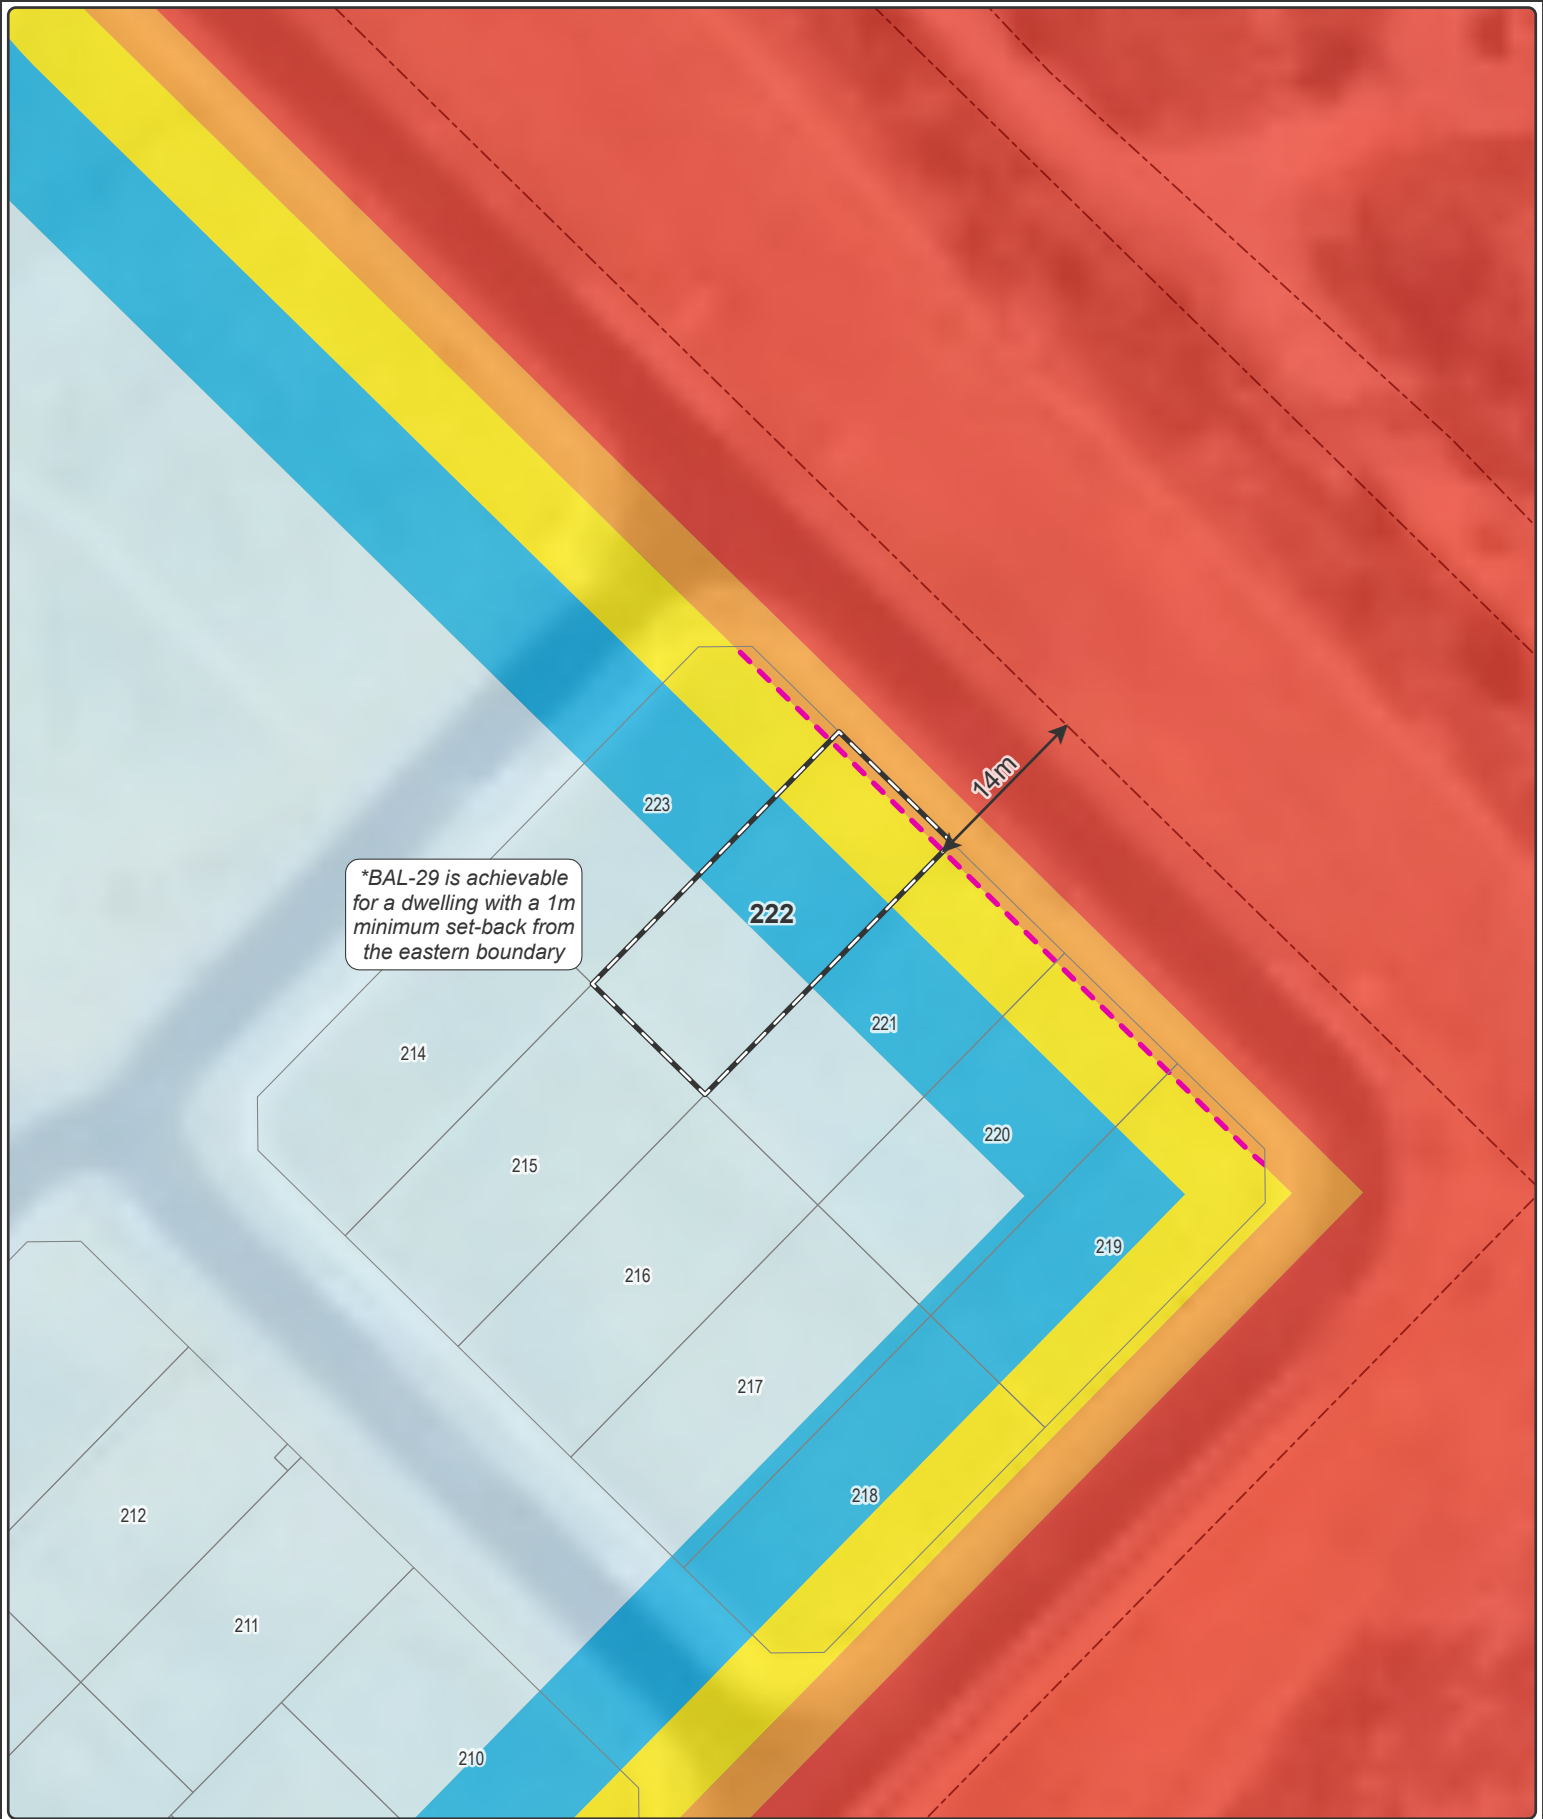 14m
223
*BAL-29 is achievable
for a dwelling with a 1m
minimum set-back from
the eastern boundary
222
221
214
220
215
219
216
217
218
212
211
210